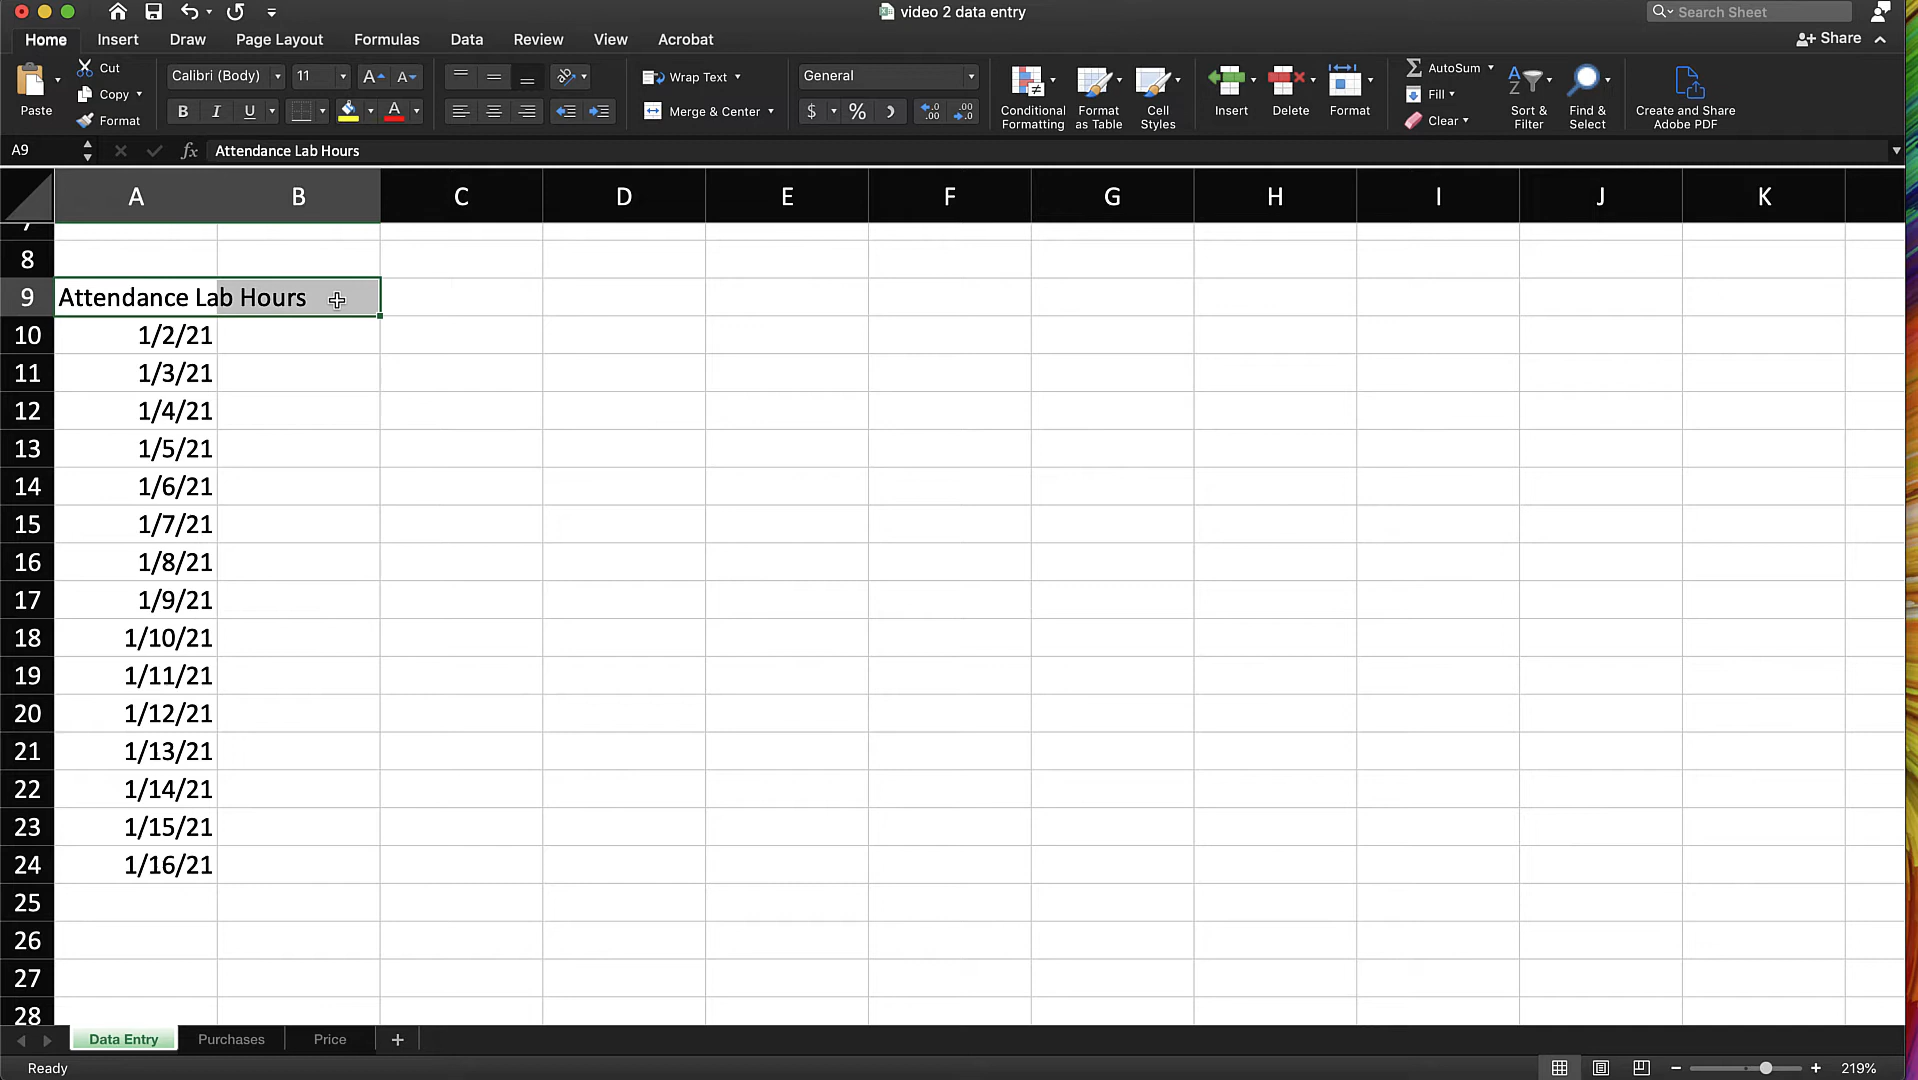 video 2 data entry
Search Sheet
Home Insert Draw Page Layout Formulas Data Review View Acrobat
Share
Paste
Cut
Copy
Format
Calibri (Body) 11
B I U
Wrap Text
Merge & Center
General
$ %
Conditional Formatting
Format as Table
Cell Styles
Insert
Delete
Format
AutoSum
Fill
Clear
Sort & Filter
Find & Select
Create and Share Adobe PDF
A9 fx Attendance Lab Hours
A B C D E F G H I J K
8
9 Attendance Lab Hours
10 1/2/21
11 1/3/21
12 1/4/21
13 1/5/21
14 1/6/21
15 1/7/21
16 1/8/21
17 1/9/21
18 1/10/21
19 1/11/21
20 1/12/21
21 1/13/21
22 1/14/21
23 1/15/21
24 1/16/21
25
26
27
28
Data Entry Purchases Price
Ready
219%